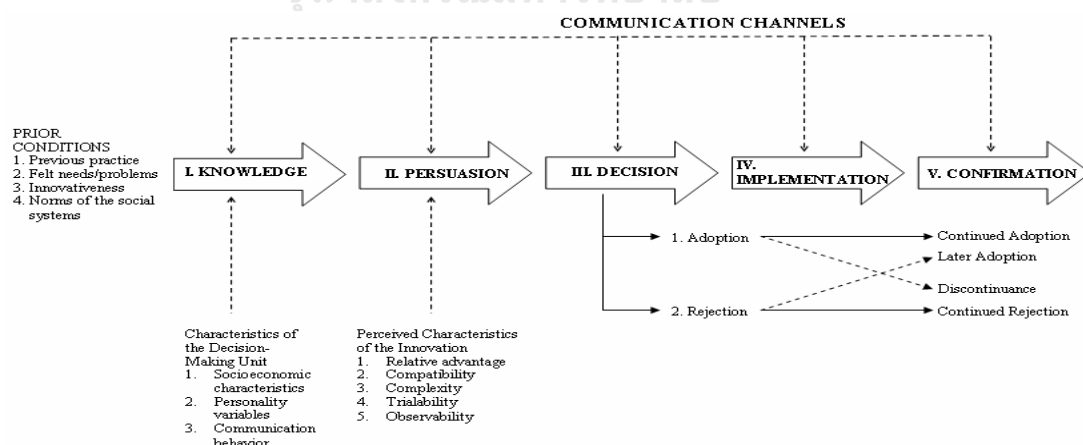 COMMUNICATION CHANNELS
PRIOR
CONDITIONS
1. Previous practice
2. Felt needs/problems
3. Innovativeness
4. Norms of the social
systems
I. KNOWLEDGE
II. PERSUASION
III. DECISION
IV.
IMPLEMENTATION
V. CONFIRMATION
1. Adoption
2. Rejection
Continued Adoption
Later Adoption
Discontinuance
Continued Rejection
Characteristics of
the Decision-
Making Unit
1. Socioeconomic
characteristics
2. Personality
variables
3. Communication
behavior
Perceived Characteristics
of the Innovation
1. Relative advantage
2. Compatibility
3. Complexity
4. Trialability
5. Observability